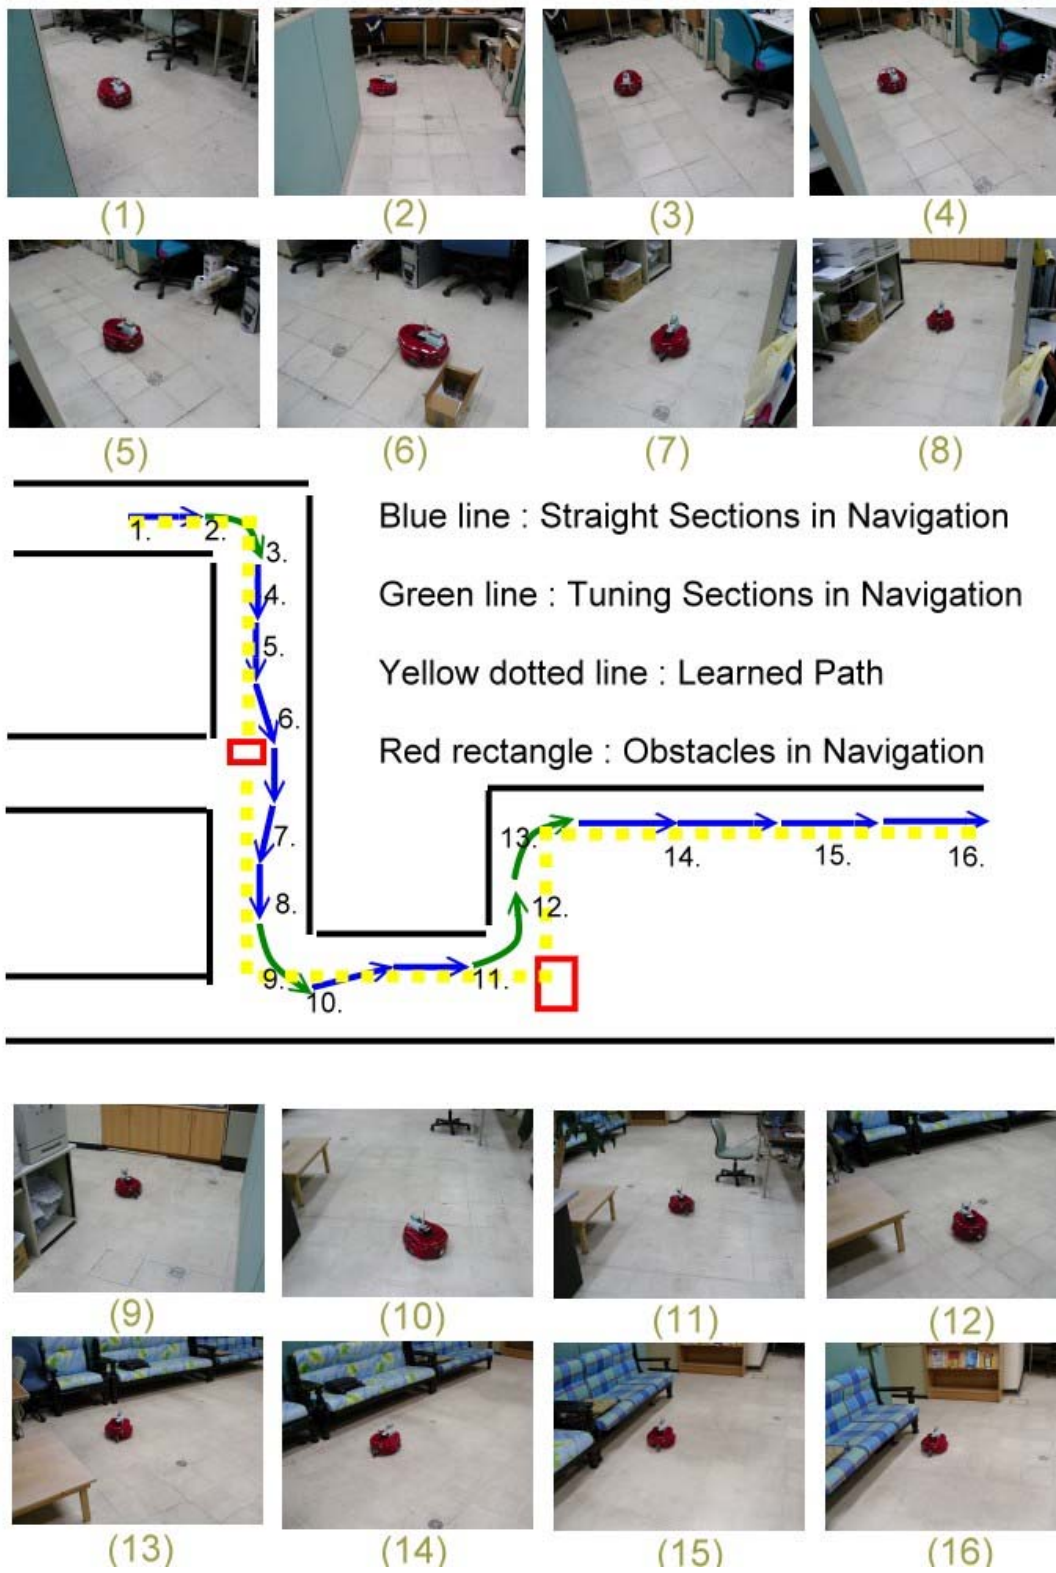 (1) (2) (3) (4)
(5) (6) (7) (8)
Blue line : Straight Sections in Navigation
Green line : Tuning Sections in Navigation
Yellow dotted line : Learned Path
Red rectangle : Obstacles in Navigation
1. 2.
3.
4.
5.
6.
7.
8.
9.
10.
11.
12.
13.
14. 15. 16.
(9) (10) (11) (12)
(13) (14) (15) (16)